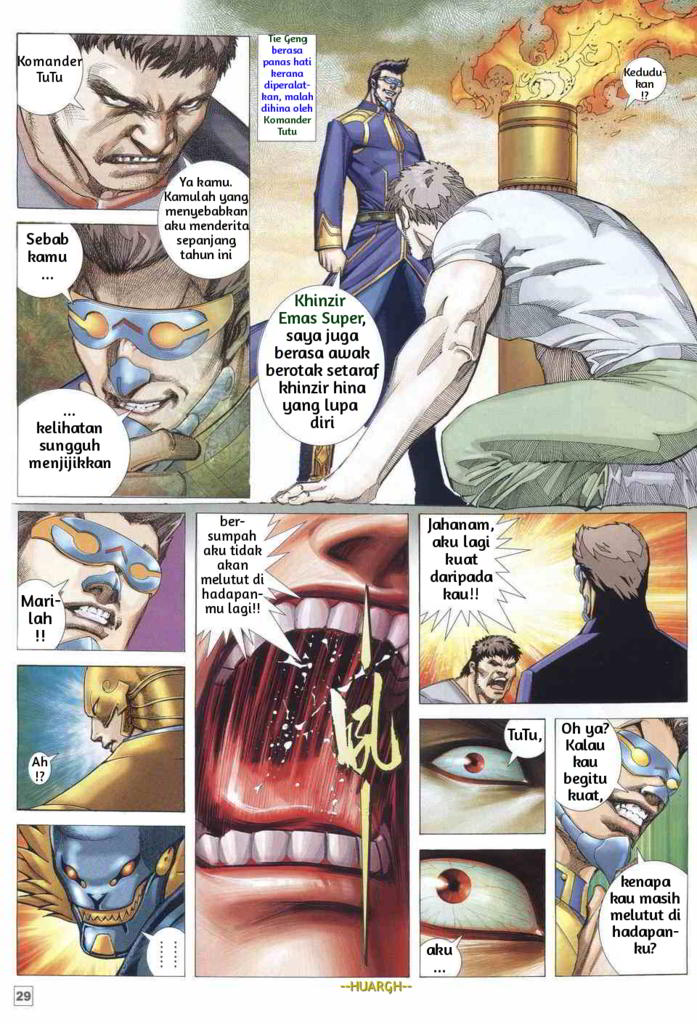 Komander
TuTu
Ya kamu.
Kamulah yang
menyebabkan
aku menderita
sepanjang
tahun ini
Tie Geng
berasa
panas hati
kerana
diperalat-
kan, malah
dihina oleh
Komander
Tutu
Kedudu-
kan
!?
Sebab
kamu
...
...
kelihatan
sungguh
menjijikkan
Khinzir
Emas Super,
saya juga
berasa awak
berotak setaraf
khinzir hina
yang lupa
diri
Mari-
lah
!!
Ah
!?
......
ber-
sumpah
aku tidak
akan
melutut di
hadapan-
mu lagi!!
吼
--HUARGH--
Jahanam,
aku lagi
kuat
daripada
kau!!
TuTu,
aku
...
Oh ya?
Kalau
kau
begitu
kuat,
kenapa
kau masih
melutut di
hadapan-
ku?
29